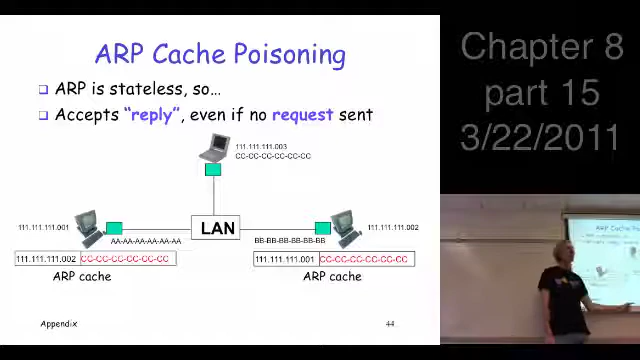 ARP Cache Poisoning
ARP is stateless, so…
Accepts “reply”, even if no request sent
111.111.111.003
CC-CC-CC-CC-CC-CC
111.111.111.001
LAN
111.111.111.002
AA-AA-AA-AA-AA-AA
BB-BB-BB-BB-BB-BB
111.111.111.002 CC-CC-CC-CC-CC-CC
111.111.111.001 CC-CC-CC-CC-CC-CC
ARP cache
ARP cache
Appendix
44
Chapter 8
part 15
3/22/2011